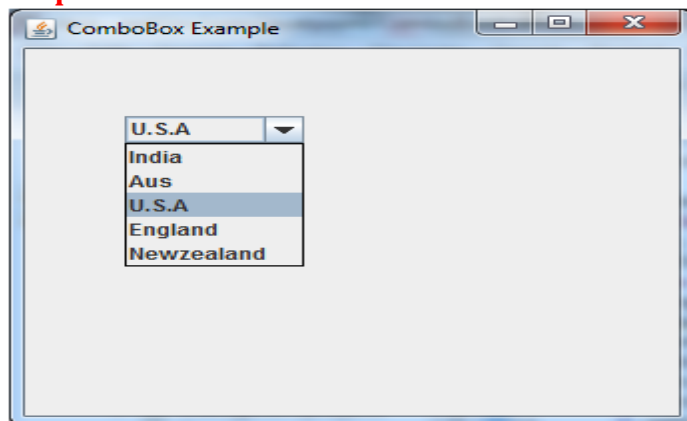 ComboBox Example
U.S.A
India
Aus
U.S.A
England
Newzealand